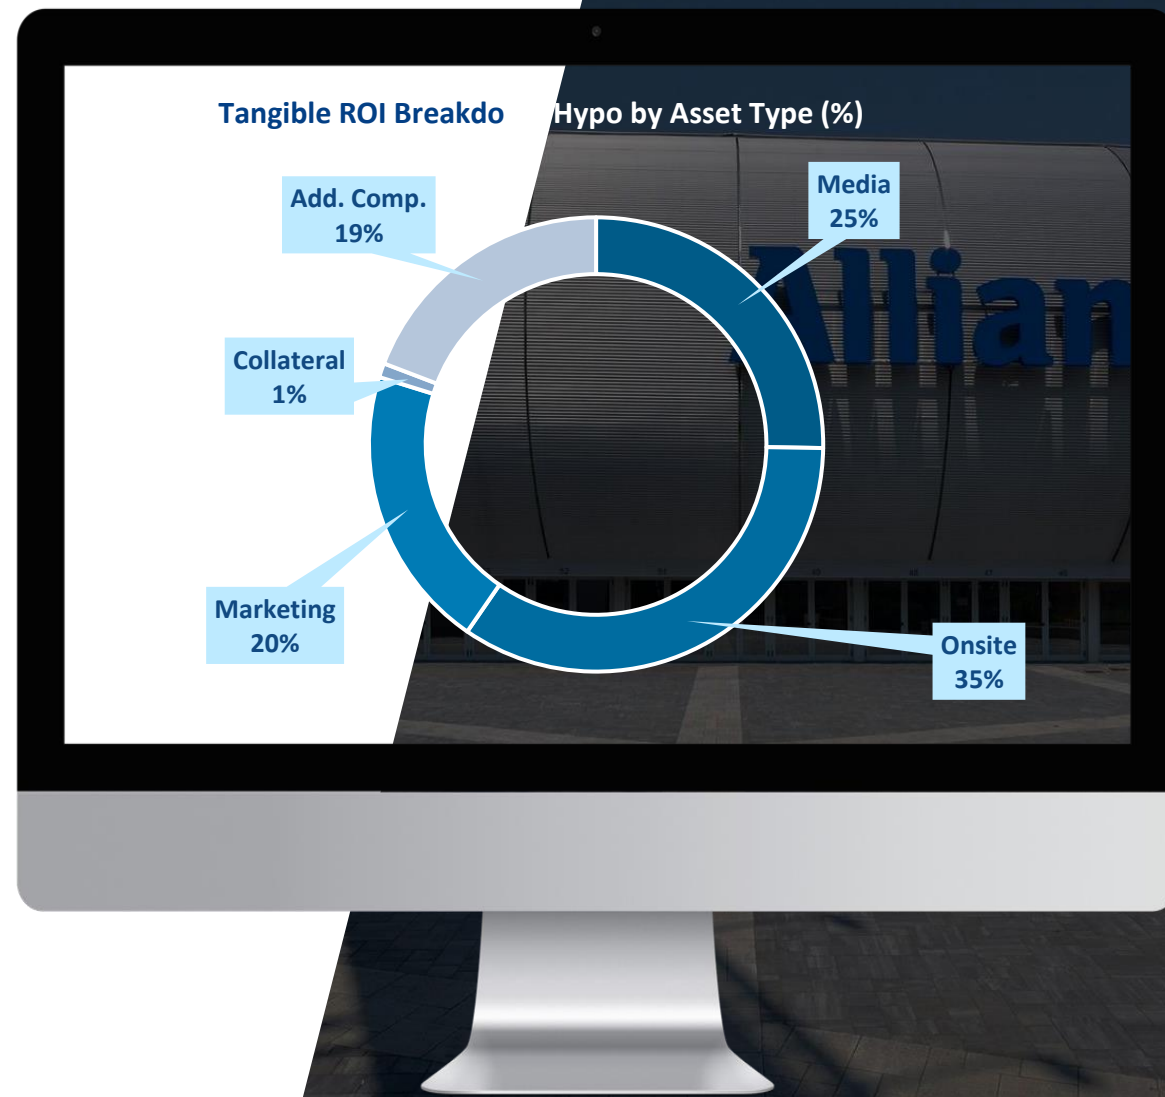 Tangible ROI Breakdo Hypo by Asset Type (%)
Add. Comp.
19%
Media
25%
Allian
Collateral
1%
Marketing
20%
Onsite
35%